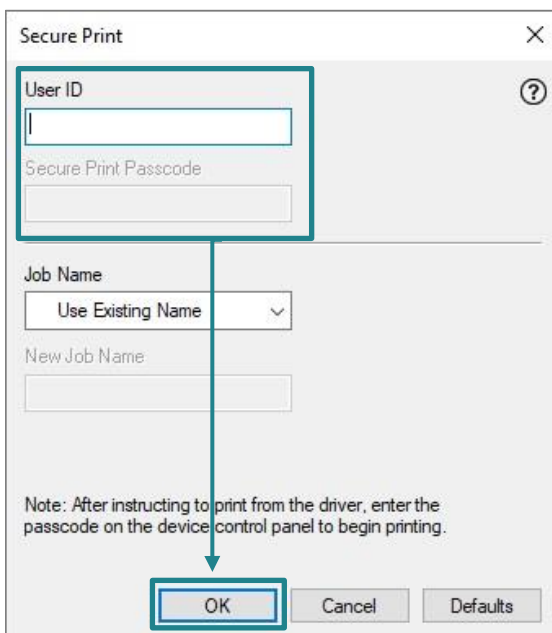 Secure Print
User ID
Secure Print Passcode
Job Name
Use Existing Name
New Job Name
Note: After instructing to print from the driver, enter the
passcode on the device control panel to begin printing.
OK Cancel Defaults